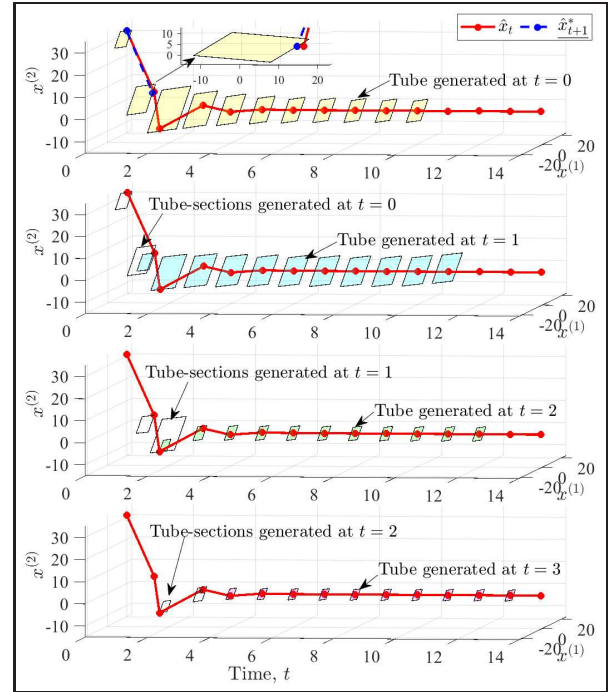 x̂_t x̂*_{t+1}
10
5
0
-10 0 10 20
x^(2)
30
20
10
0
-10
Tube generated at t = 0
0 2 4 6 8 10 12 14
-20 0 20
x^(1)
x^(2)
30
20
10
0
-10
Tube-sections generated at t = 0
Tube generated at t = 1
0 2 4 6 8 10 12 14
-20 0 20
x^(1)
x^(2)
30
20
10
0
-10
Tube-sections generated at t = 1
Tube generated at t = 2
0 2 4 6 8 10 12 14
-20 0 20
x^(1)
x^(2)
30
20
10
0
-10
Tube-sections generated at t = 2
Tube generated at t = 3
0 2 4 6 8 10 12 14
-20 0 20
x^(1)
Time, t